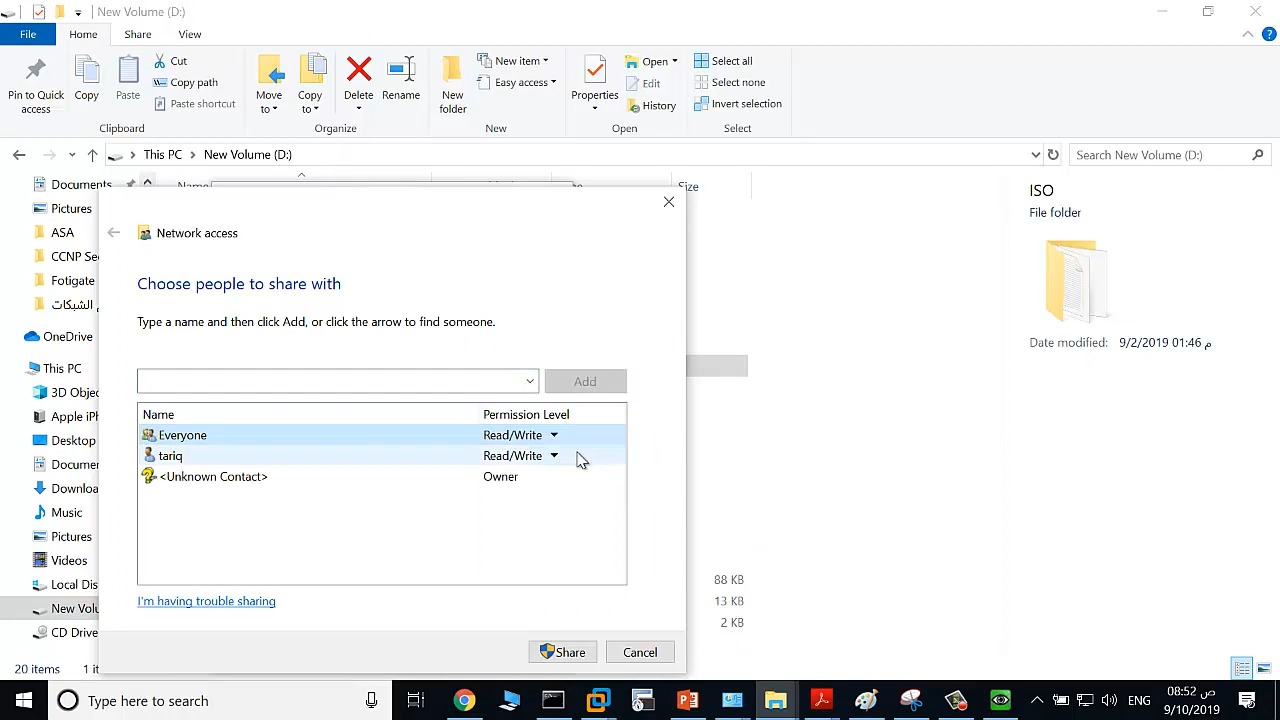 New Volume (D:)
File Home Share View
Pin to Quick access
Copy
Paste
Cut
Copy path
Paste shortcut
Clipboard
Move to
Copy to
Delete
Rename
Organize
New folder
New item
Easy access
New
Properties
Open
Edit
History
Open
Select all
Select none
Invert selection
Select
This PC New Volume (D:)
Search New Volume (D:)
Documents
Pictures
ASA
CCNP Sec
Fotigate
الشبكات
OneDrive
This PC
3D Objec
Apple iPh
Desktop
Documen
Downloa
Music
Pictures
Videos
Local Dis
New Volu
CD Drive
Name
Size
88 KB
13 KB
2 KB
20 items
Network access
Choose people to share with
Type a name and then click Add, or click the arrow to find someone.
Add
Name Permission Level
Everyone Read/Write
tariq Read/Write
<Unknown Contact> Owner
I'm having trouble sharing
Share Cancel
ISO
File folder
Date modified: 9/2/2019 01:46 م
Type here to search
ENG
08:52 ص
9/10/2019